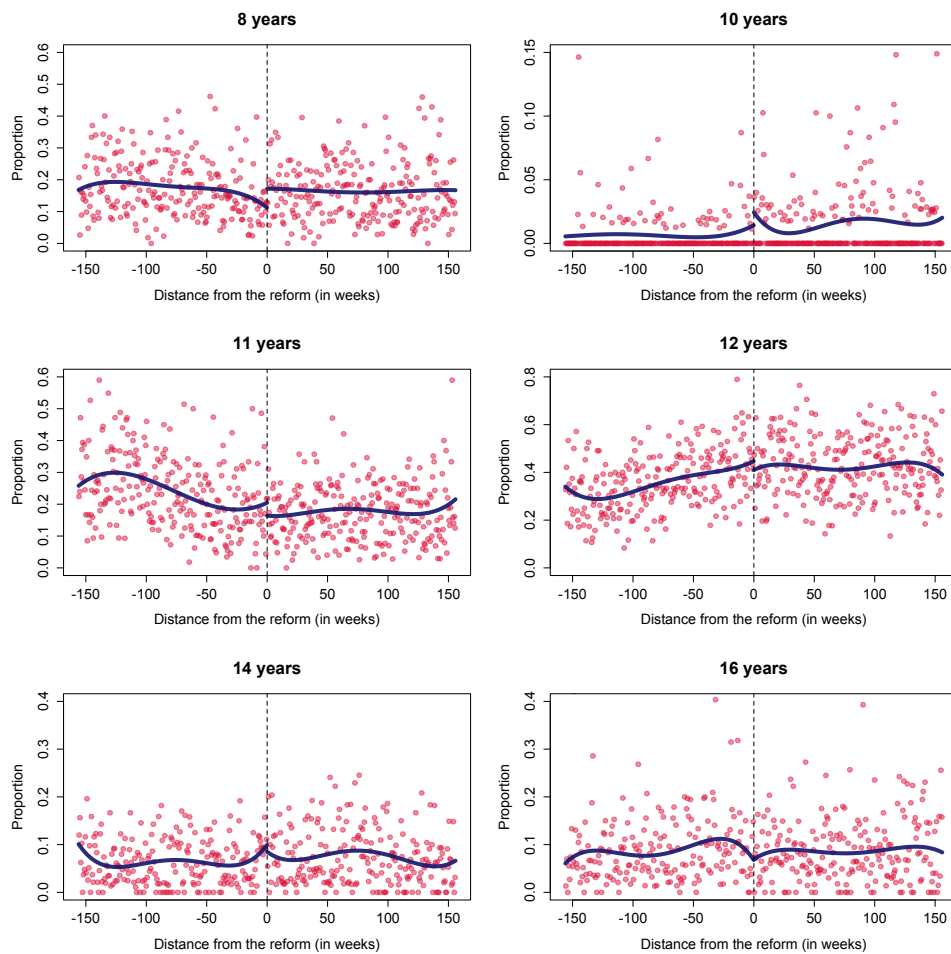 8 years
Proportion
0.0 0.1 0.2 0.3 0.4 0.5 0.6
-150 -100 -50 0 50 100 150
Distance from the reform (in weeks)
10 years
Proportion
0.00 0.05 0.10 0.15
-150 -100 -50 0 50 100 150
Distance from the reform (in weeks)
11 years
Proportion
0.0 0.1 0.2 0.3 0.4 0.5 0.6
-150 -100 -50 0 50 100 150
Distance from the reform (in weeks)
12 years
Proportion
0.0 0.2 0.4 0.6 0.8
-150 -100 -50 0 50 100 150
Distance from the reform (in weeks)
14 years
Proportion
0.0 0.1 0.2 0.3 0.4
-150 -100 -50 0 50 100 150
Distance from the reform (in weeks)
16 years
Proportion
0.0 0.1 0.2 0.3 0.4
-150 -100 -50 0 50 100 150
Distance from the reform (in weeks)